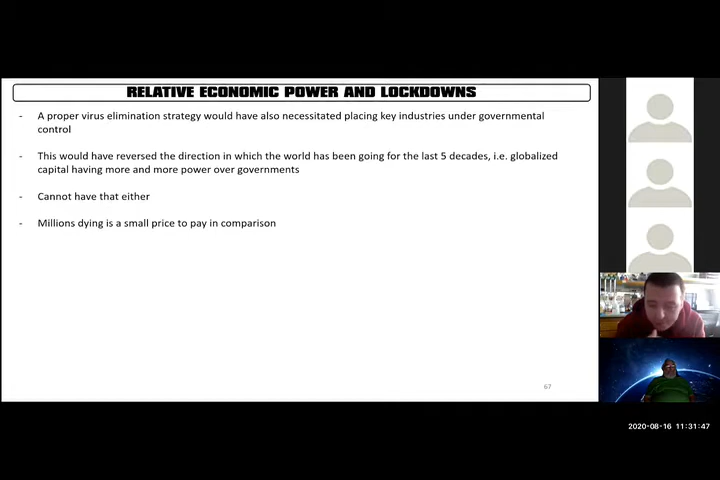 RELATIVE ECONOMIC POWER AND LOCKDOWNS
- A proper virus elimination strategy would have also necessitated placing key industries under governmental
control
- This would have reversed the direction in which the world has been going for the last 5 decades, i.e. globalized
capital having more and more power over governments
- Cannot have that either
- Millions dying is a small price to pay in comparison
67
2020-08-16 11:31:47